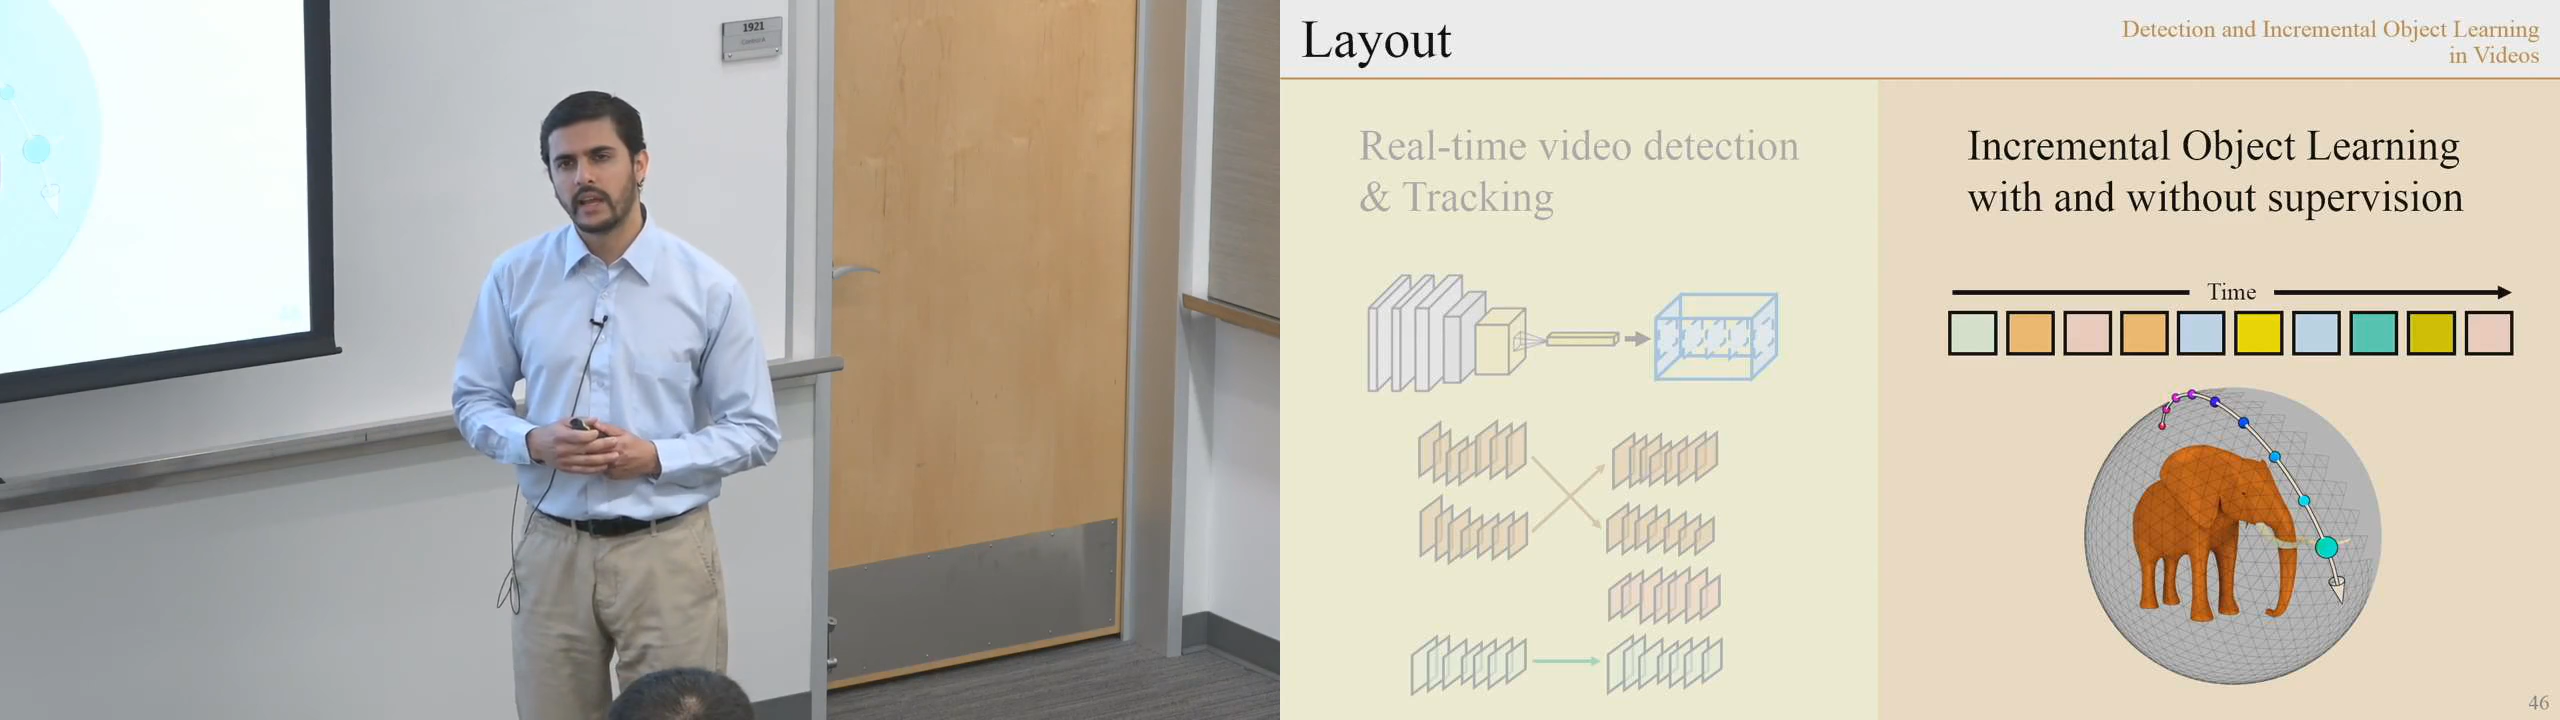 1921
Layout
Detection and Incremental Object Learning
in Videos
Real-time video detection
& Tracking
Incremental Object Learning
with and without supervision
Time
46